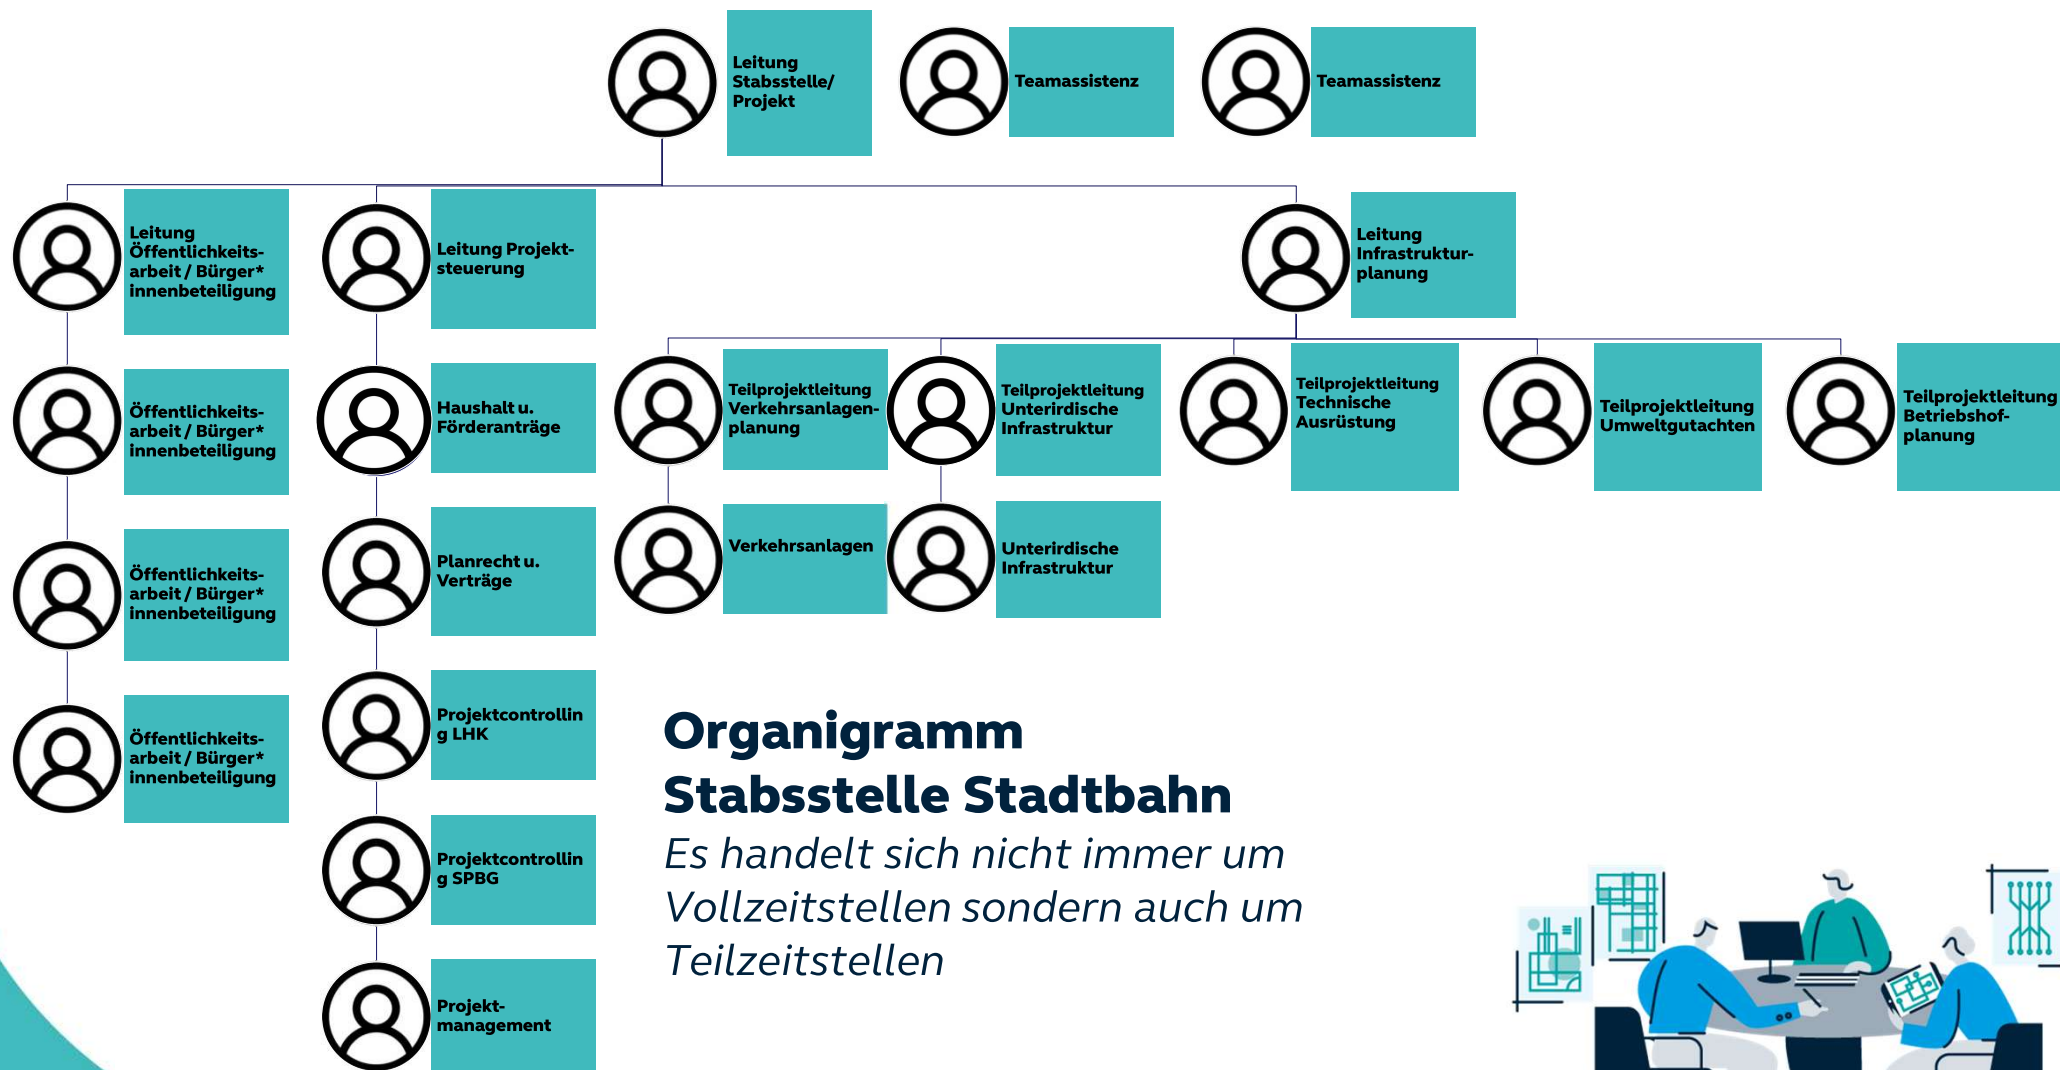 Leitung
Stabsstelle/
Projekt
Teamassistenz
Teamassistenz
Leitung
Öffentlichkeits-
arbeit / Bürger*
innenbeteiligung
Leitung Projekt-
steuerung
Leitung
Infrastruktur-
planung
Öffentlichkeits-
arbeit / Bürger*
innenbeteiligung
Haushalt u.
Förderanträge
Teilprojektleitung
Verkehrsanlagen-
planung
Teilprojektleitung
Unterirdische
Infrastruktur
Teilprojektleitung
Technische
Ausrüstung
Teilprojektleitung
Umweltgutachten
Teilprojektleitung
Betriebshof-
planung
Öffentlichkeits-
arbeit / Bürger*
innenbeteiligung
Planrecht u.
Verträge
Verkehrsanlagen
Unterirdische
Infrastruktur
Öffentlichkeits-
arbeit / Bürger*
innenbeteiligung
Projektcontrollin
g LHK
Projektcontrollin
g SPBG
Projekt-
management
Organigramm
Stabsstelle Stadtbahn
Es handelt sich nicht immer um
Vollzeitstellen sondern auch um
Teilzeitstellen